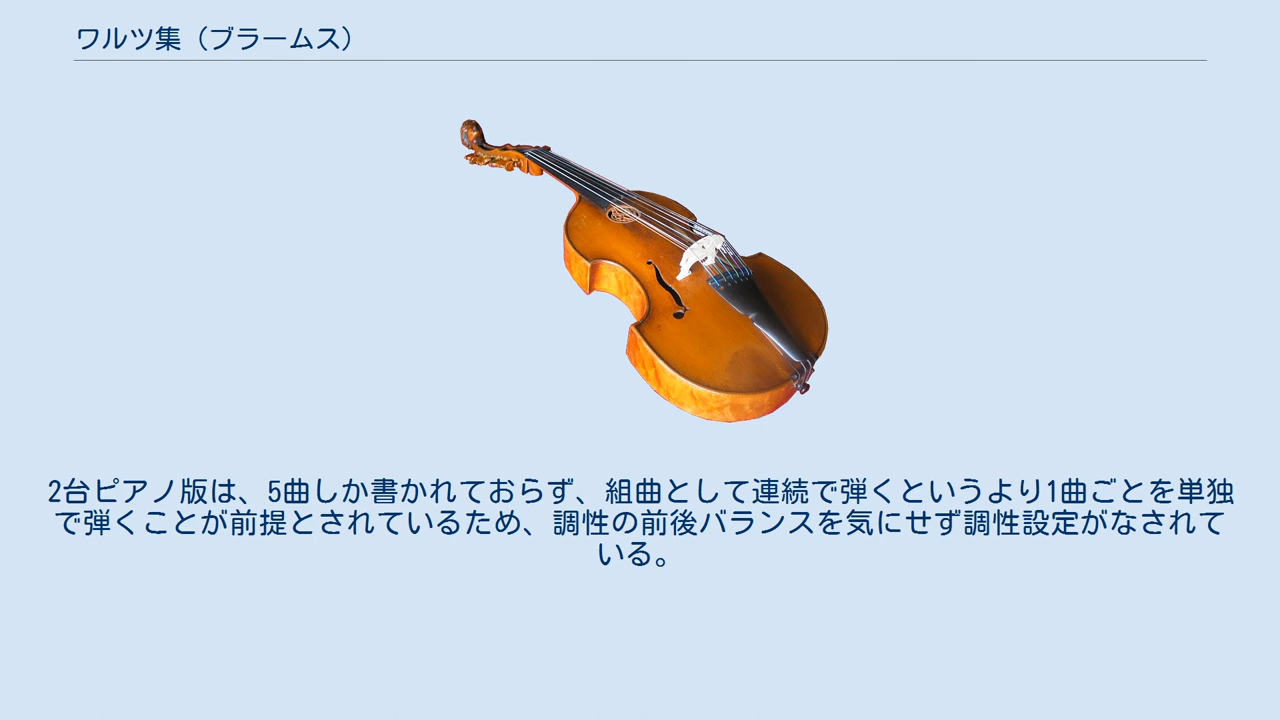 ワルツ集（ブラームス）
2台ピアノ版は、5曲しか書かれておらず、組曲として連続で弾くというより1曲ごとを単独
で弾くことが前提とされているため、調性の前後バランスを気にせず調性設定がなされて
いる。